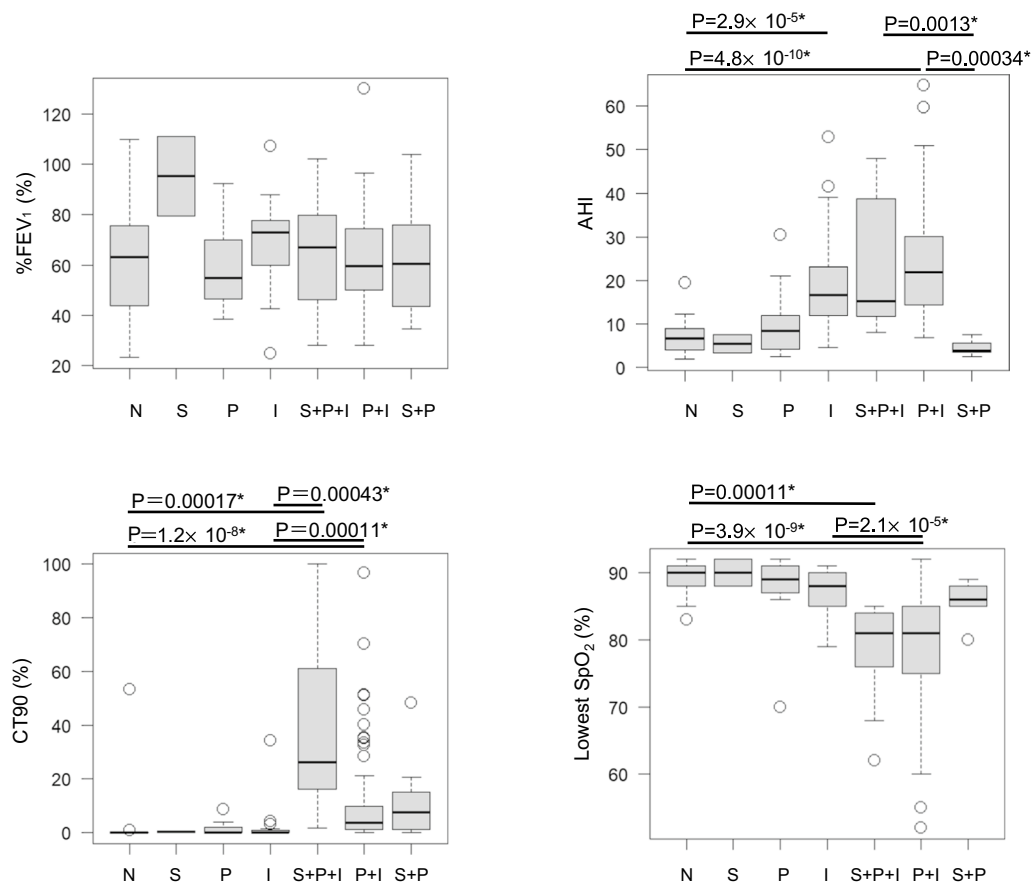 P=2.9× 10⁻⁵*
P=0.0013*
P=4.8× 10⁻¹⁰*
P=0.00034*
%FEV₁ (%)
120
100
80
60
40
20
N S P I S+P+I P+I S+P
AHI
60
50
40
30
20
10
0
N S P I S+P+I P+I S+P
P=0.00017*
P=0.00043*
P=1.2× 10⁻⁸*
P=0.00011*
CT90 (%)
100
80
60
40
20
0
N S P I S+P+I P+I S+P
P=0.00011*
P=3.9× 10⁻⁹*
P=2.1× 10⁻⁵*
Lowest SpO₂ (%)
90
80
70
60
N S P I S+P+I P+I S+P